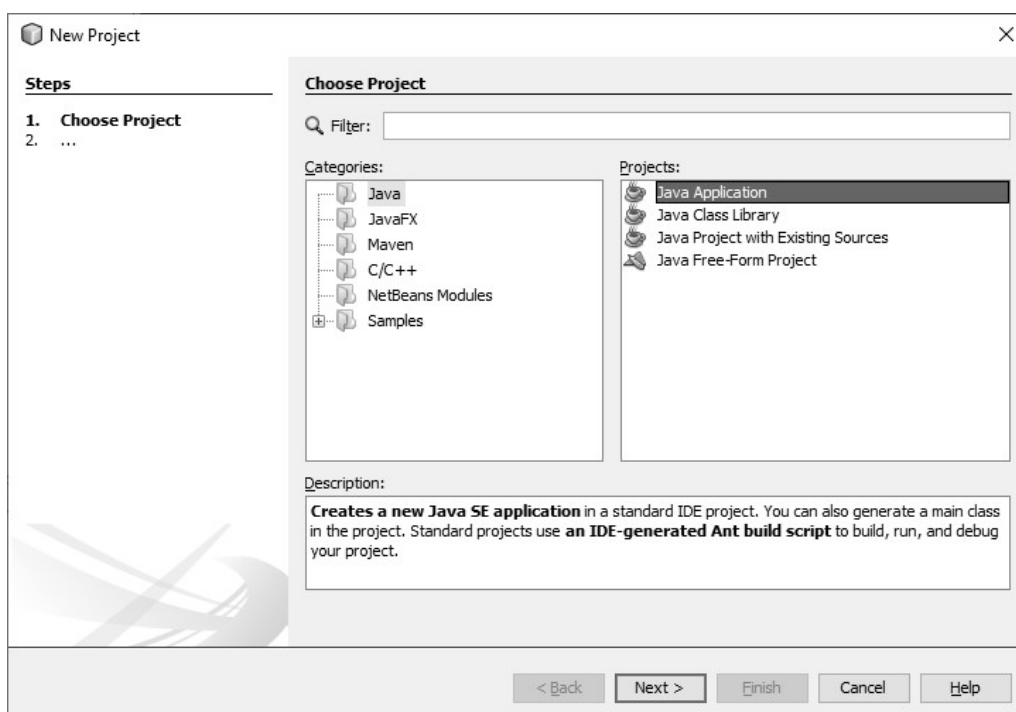 New Project
Steps
1. Choose Project
2. ...
Choose Project
Filter:
Categories:
Java
JavaFX
Maven
C/C++
NetBeans Modules
Samples
Projects:
Java Application
Java Class Library
Java Project with Existing Sources
Java Free-Form Project
Description:
Creates a new Java SE application in a standard IDE project. You can also generate a main class
in the project. Standard projects use an IDE-generated Ant build script to build, run, and debug
your project.
< Back
Next >
Finish
Cancel
Help